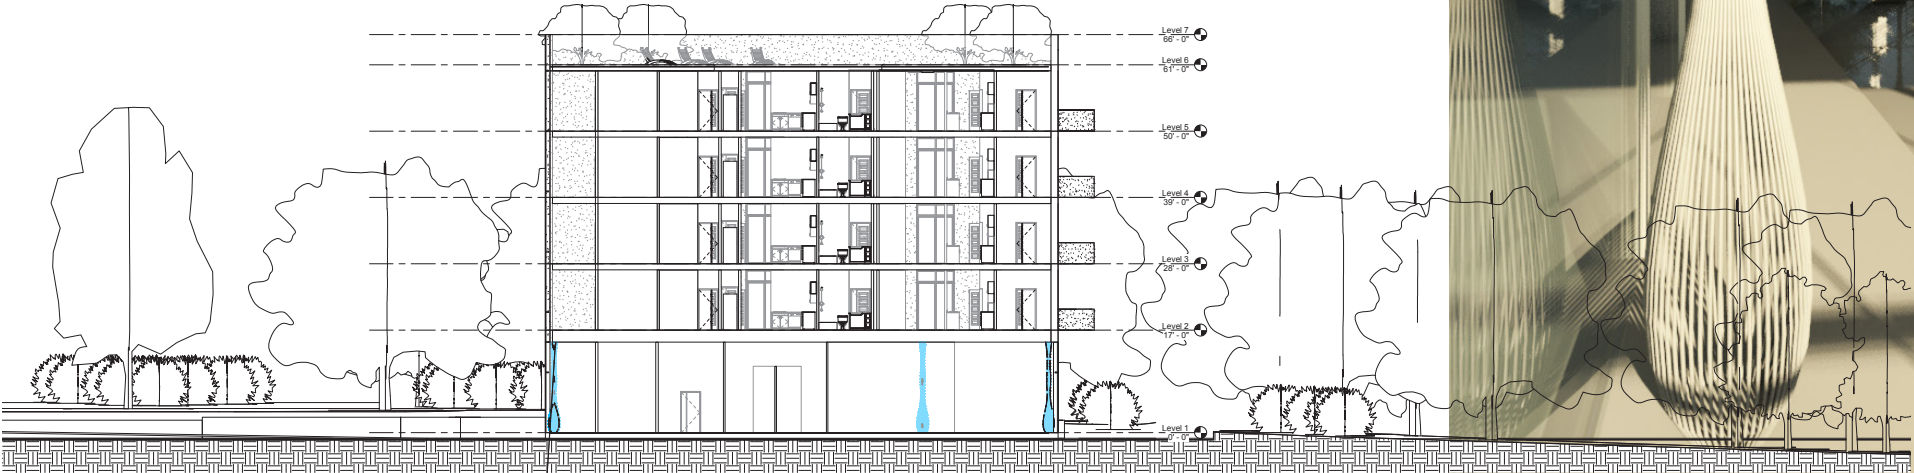 Level 7
66' - 0"
Level 6
61' - 0"
Level 5
50' - 0"
Level 4
39' - 0"
Level 3
28' - 0"
Level 2
17' - 0"
Level 1
0' - 0"